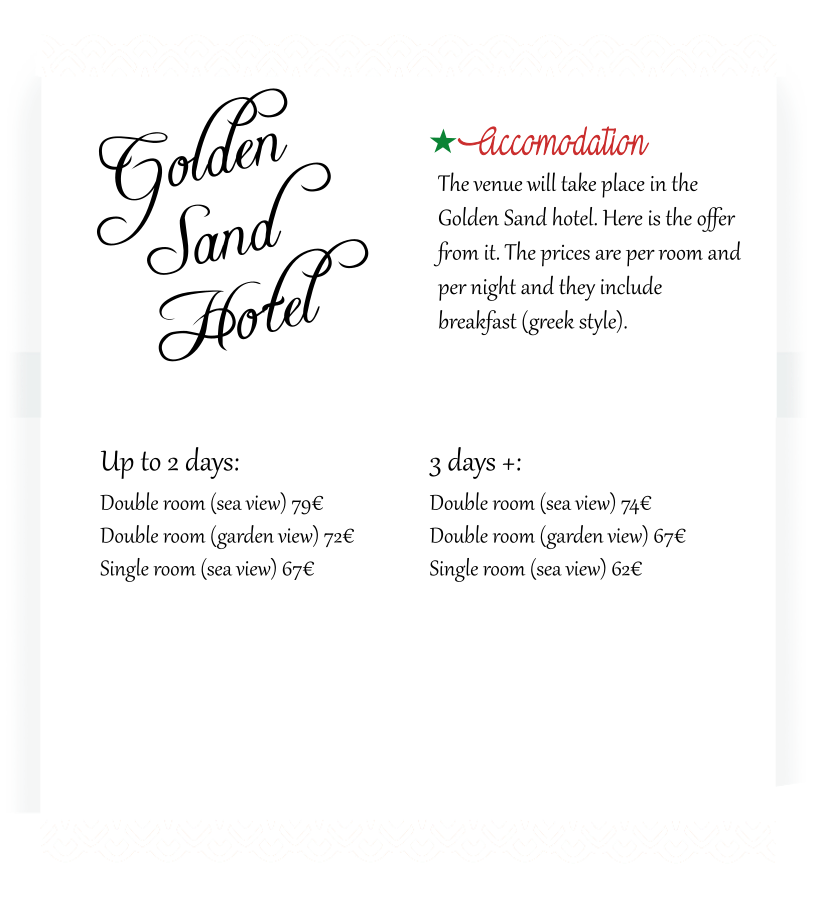 Golden
Sand
Hotel
Accomodation
The venue will take place in the
Golden Sand hotel. Here is the offer
from it. The prices are per room and
per night and they include
breakfast (greek style).
Up to 2 days:
Double room (sea view) 79€
Double room (garden view) 72€
Single room (sea view) 67€
3 days +:
Double room (sea view) 74€
Double room (garden view) 67€
Single room (sea view) 62€